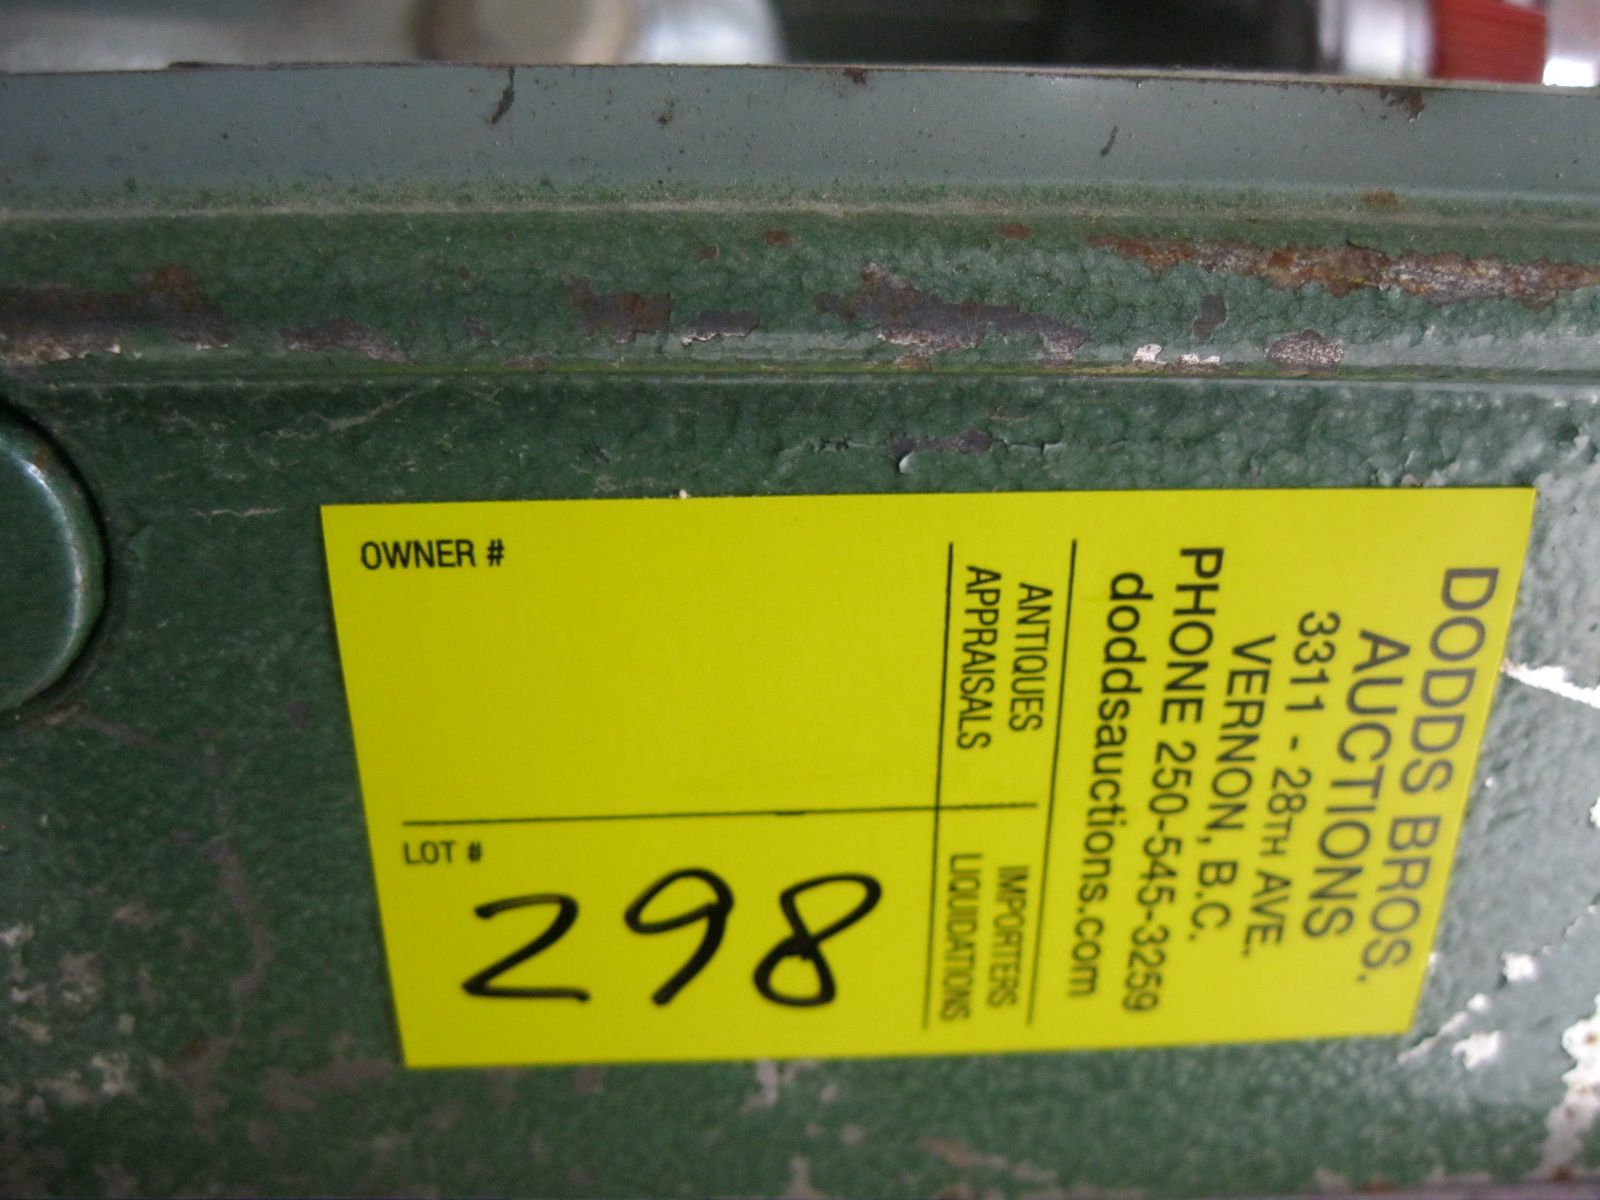 OWNER #
LOT #
298
DODDS BROS.
AUCTIONS
3311 - 28TH AVE.
VERNON, B.C.
PHONE 250-545-3259
doddsauctions.com
ANTIQUES IMPORTERS
APPRAISALS LIQUIDATIONS